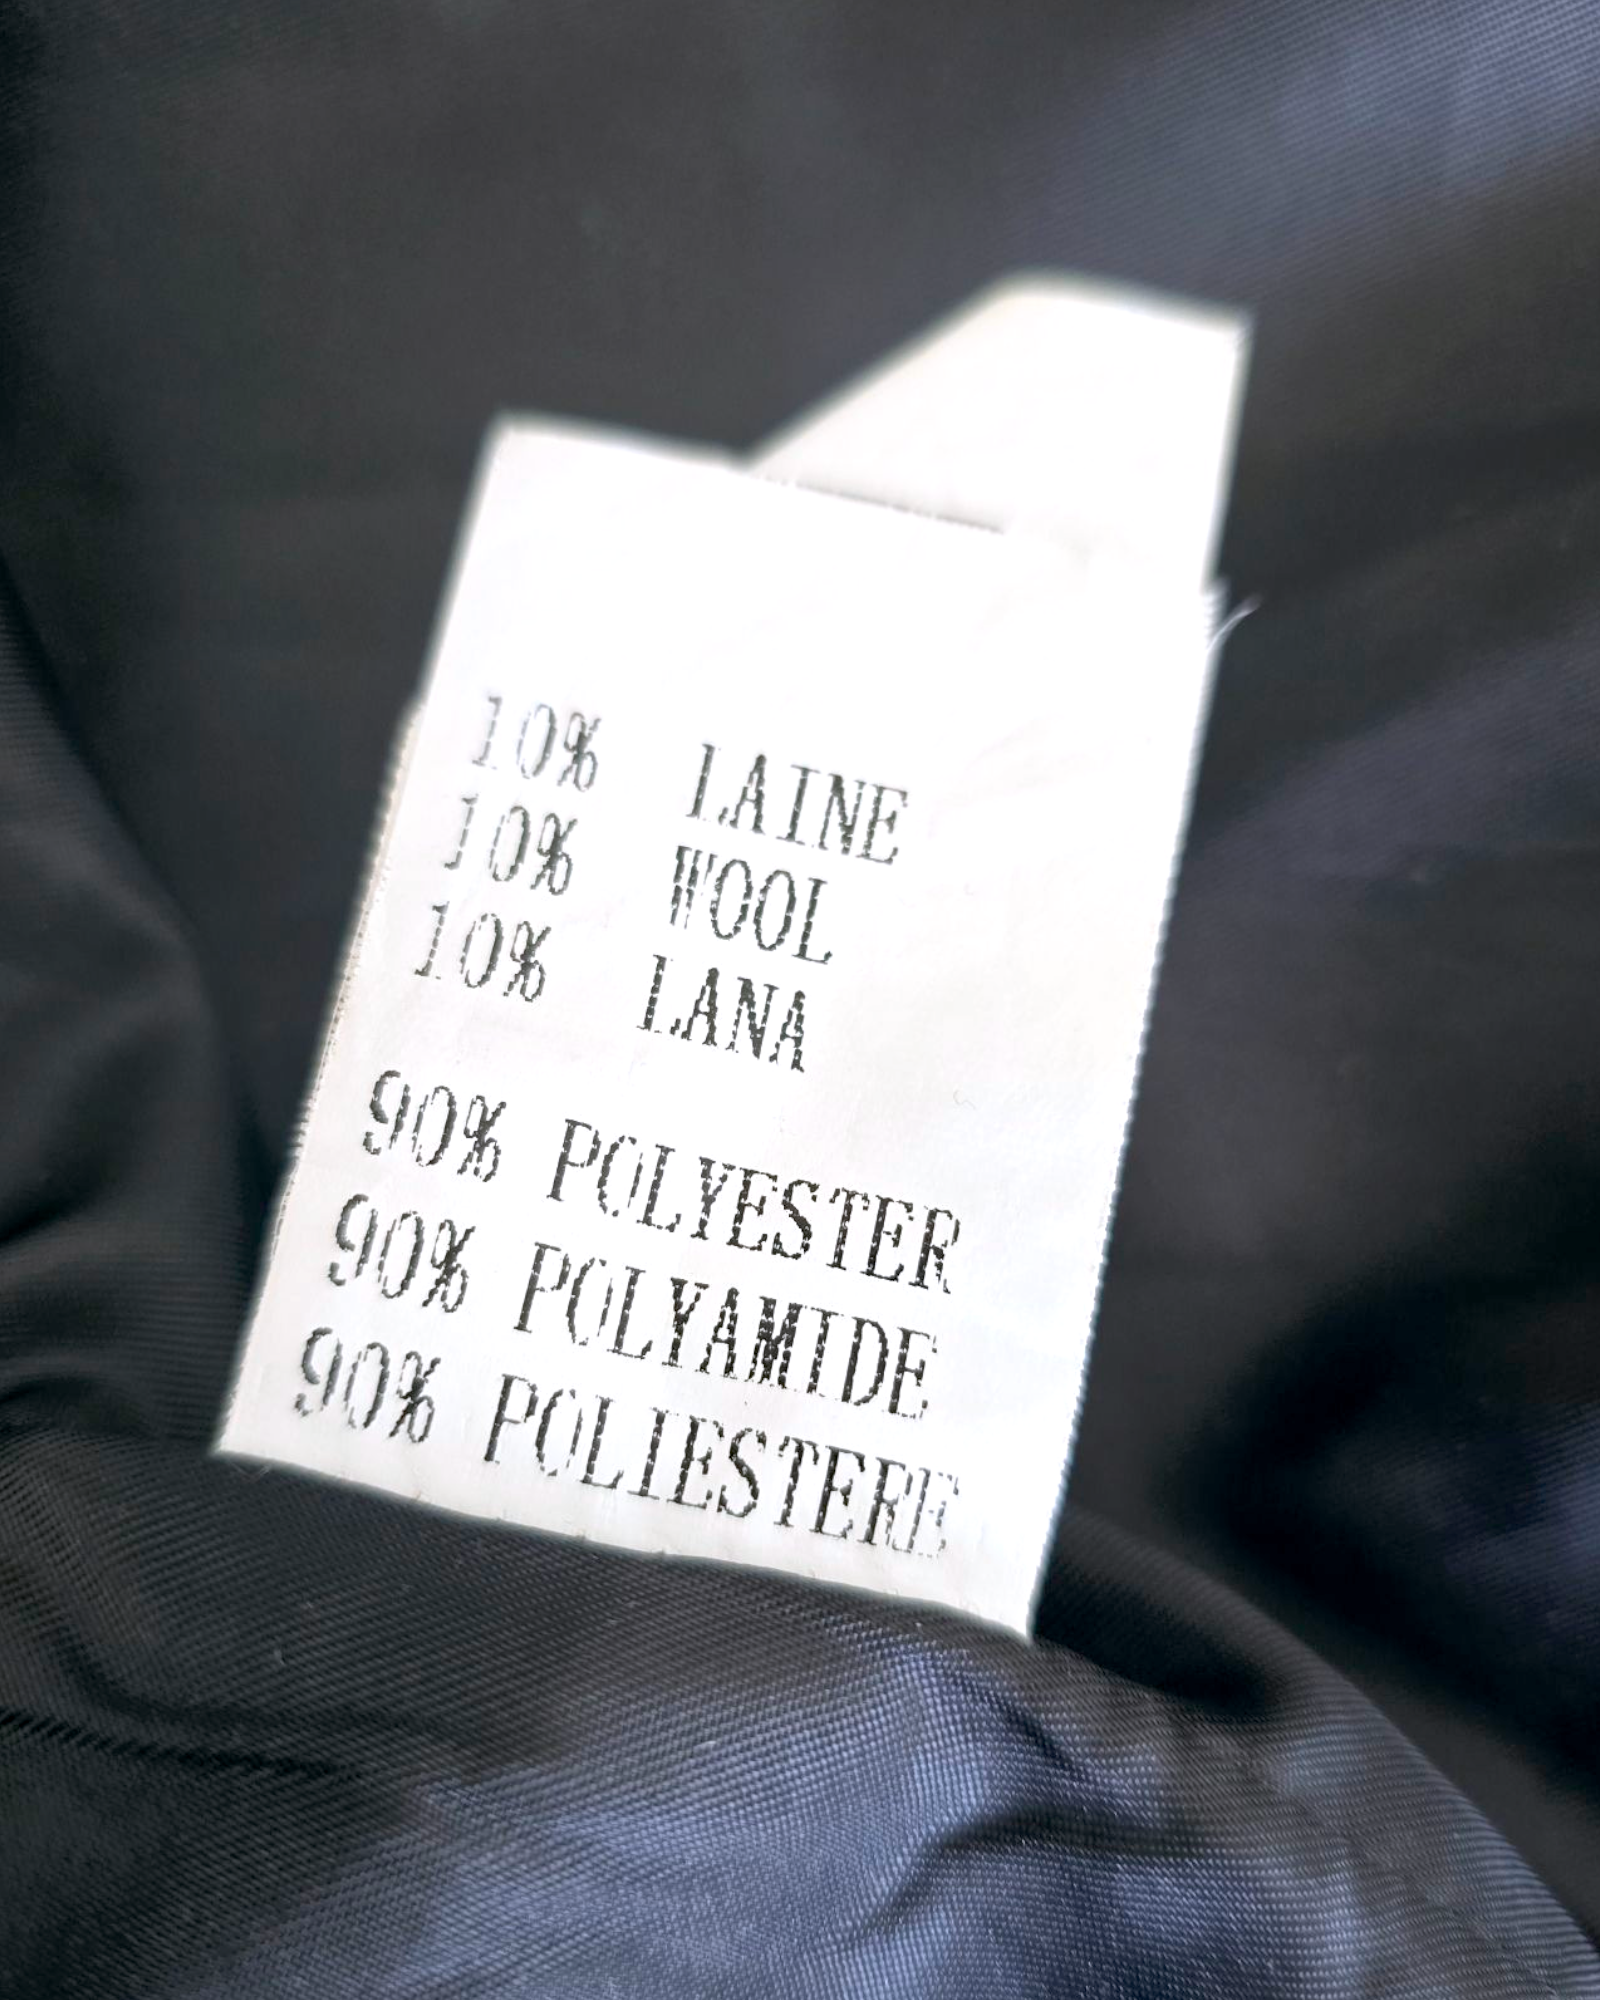 10% LAINE
10% WOOL
10% LANA
90% POLYESTER
90% POLYAMIDE
90% POLIESTERE